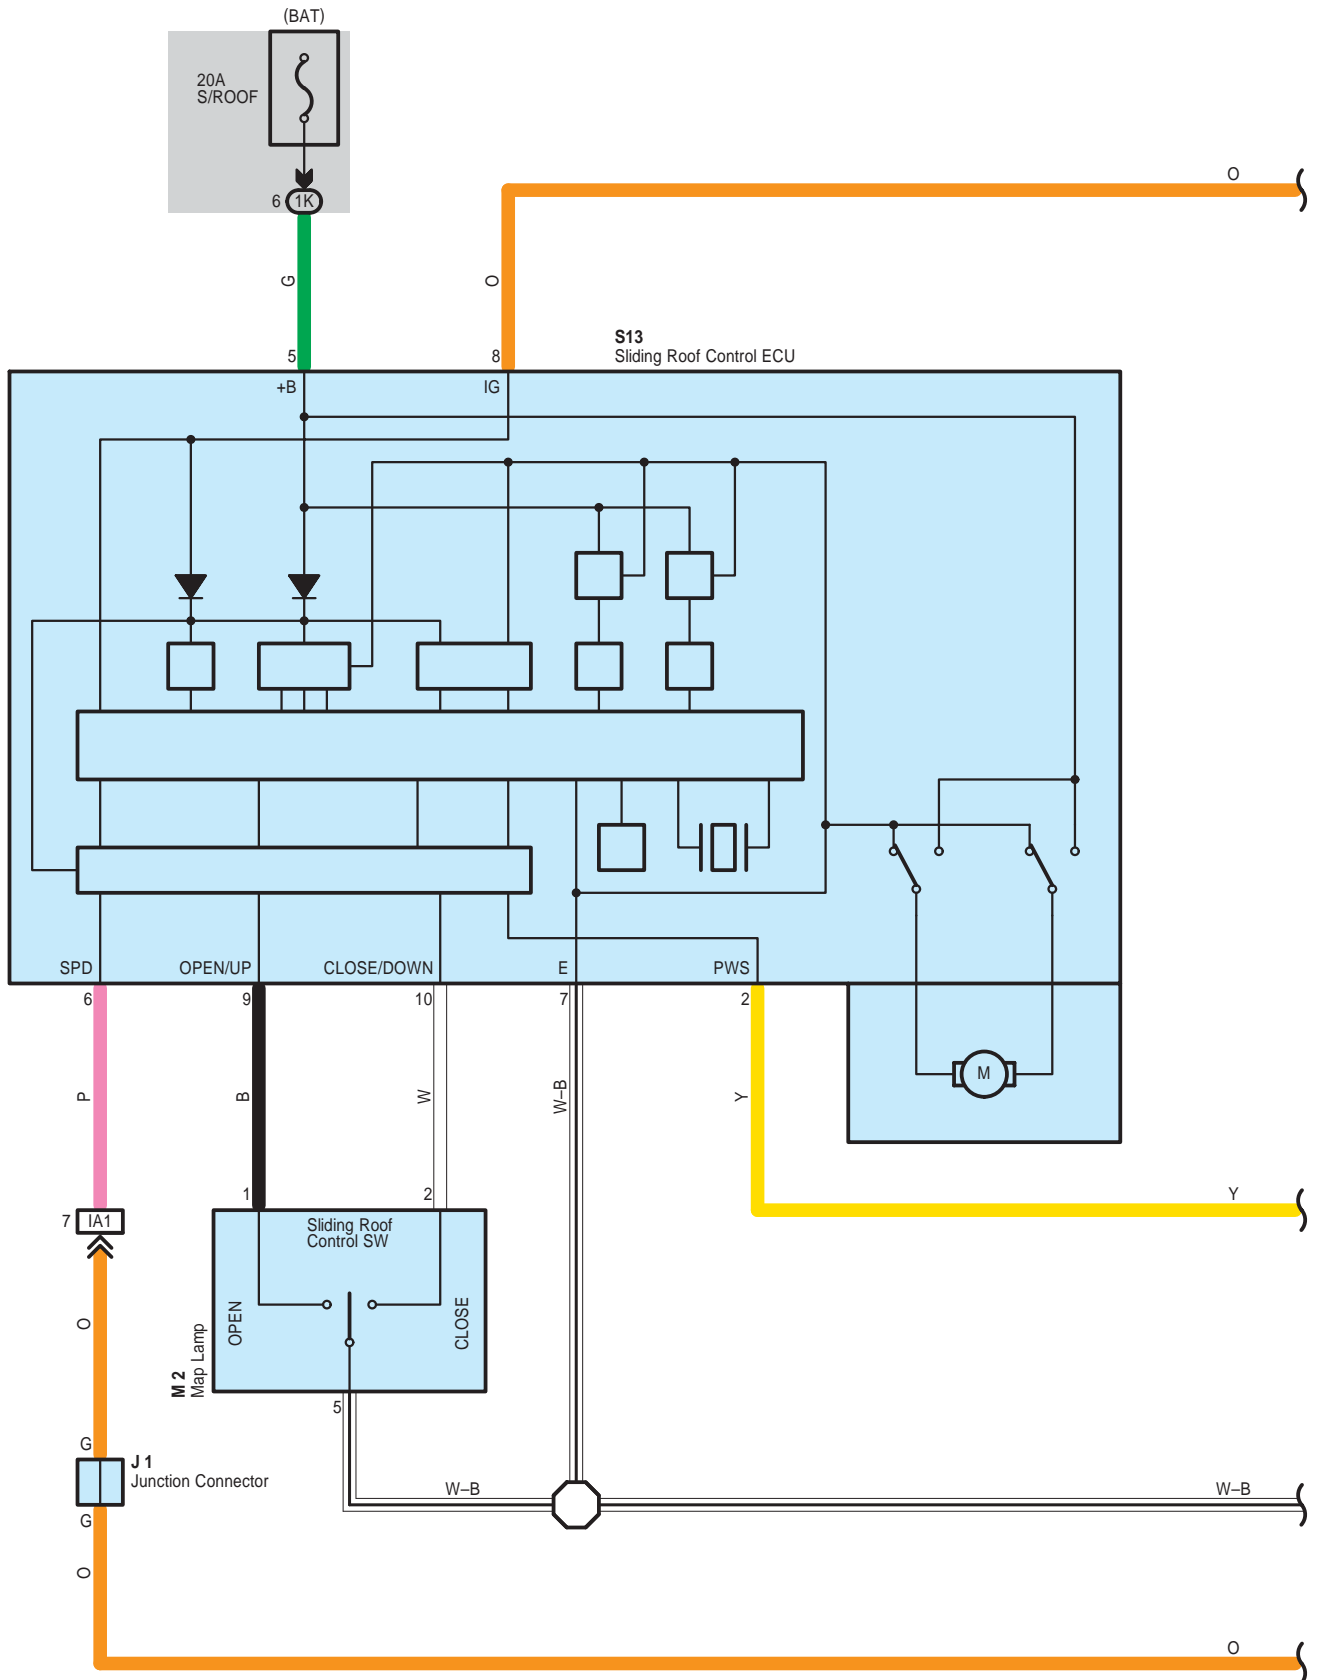 (BAT)
20A
S/ROOF
6 1K
O
G
O
S13
Sliding Roof Control ECU
5
8
+B
IG
SPD
OPEN/UP
CLOSE/DOWN
E
PWS
6
9
10
7
2
M
P
B
W
W–B
Y
1
2
Y
7 IA1
Sliding Roof
Control SW
OPEN
CLOSE
M 2
Map Lamp
O
5
G
J 1
Junction Connector
W–B
W–B
G
O
O